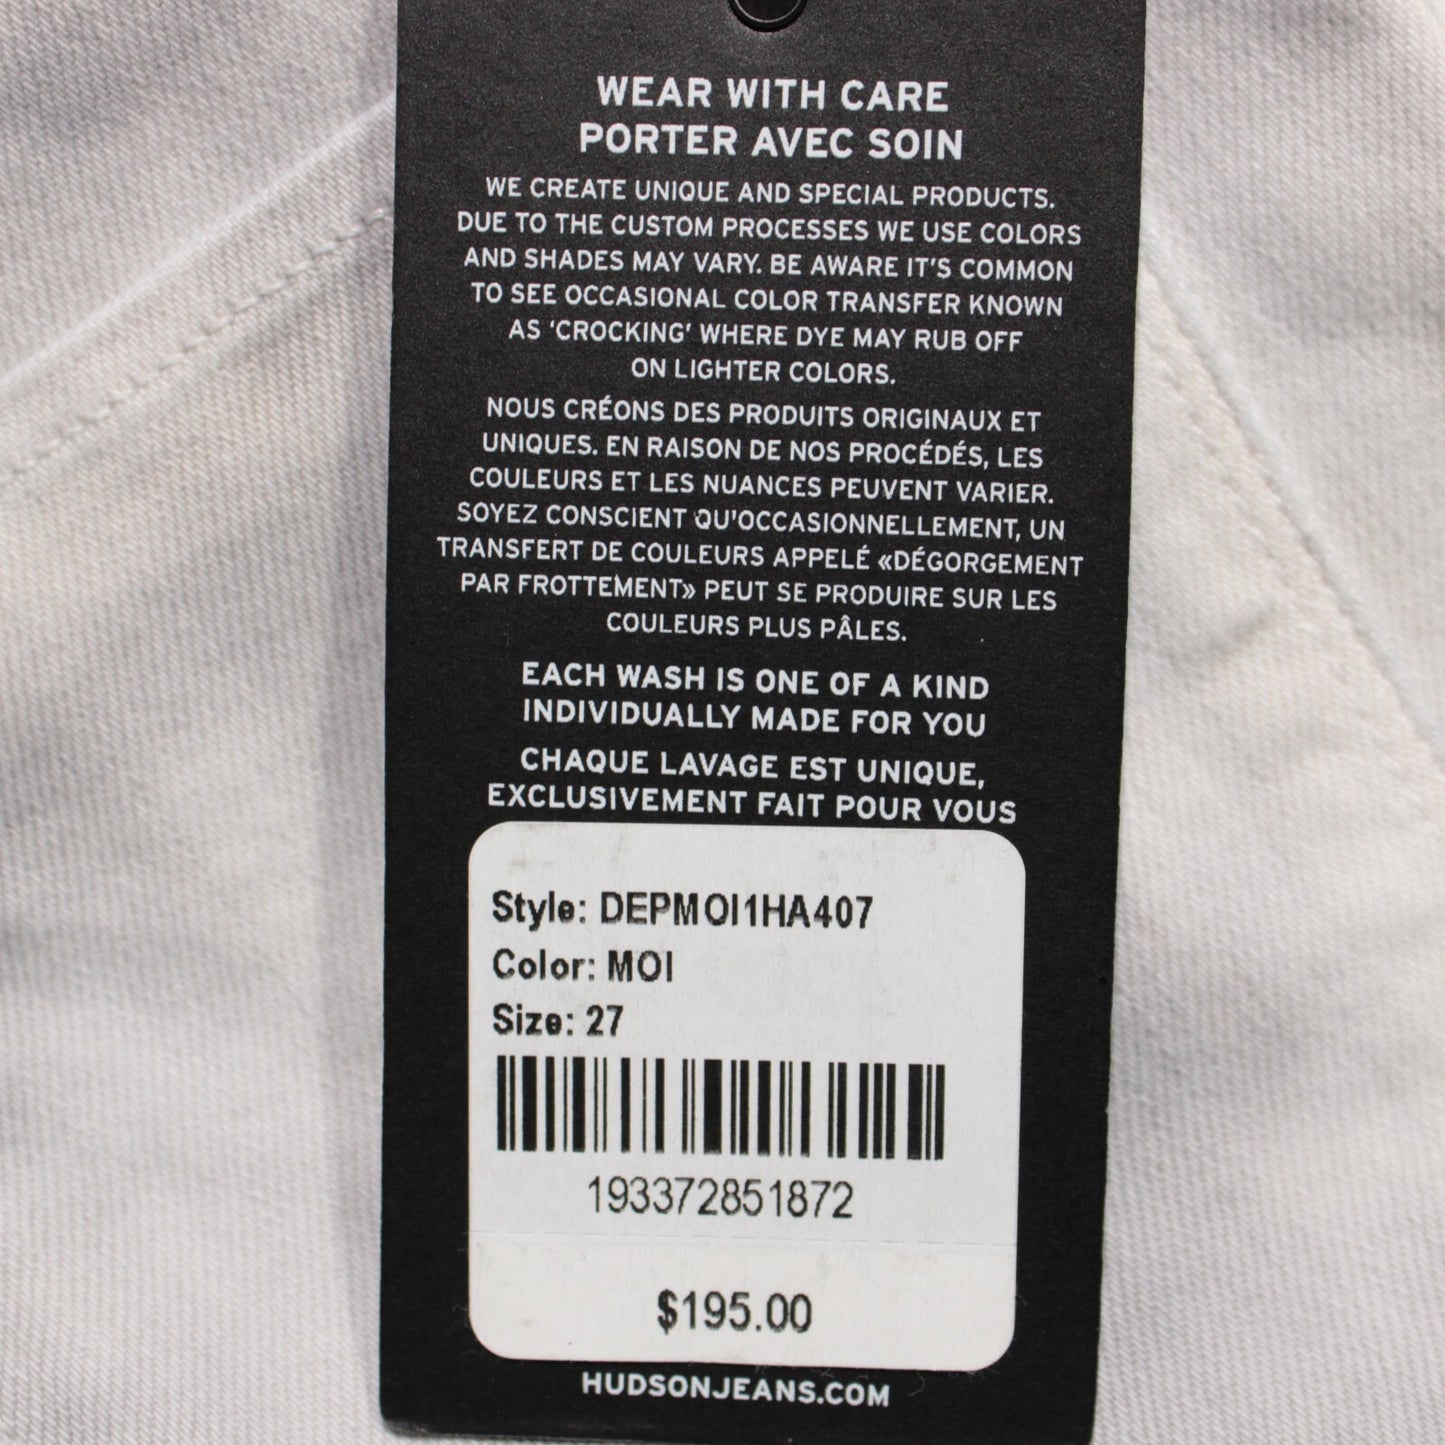 WEAR WITH CARE
PORTER AVEC SOIN
WE CREATE UNIQUE AND SPECIAL PRODUCTS.
DUE TO THE CUSTOM PROCESSES WE USE COLORS
AND SHADES MAY VARY. BE AWARE IT'S COMMON
TO SEE OCCASIONAL COLOR TRANSFER KNOWN
AS 'CROCKING' WHERE DYE MAY RUB OFF
ON LIGHTER COLORS.
NOUS CRÉONS DES PRODUITS ORIGINAUX ET
UNIQUES. EN RAISON DE NOS PROCÉDÉS, LES
COULEURS ET LES NUANCES PEUVENT VARIER.
SOYEZ CONSCIENT QU'OCCASIONNELLEMENT, UN
TRANSFERT DE COULEURS APPELÉ «DÉGORGEMENT
PAR FROTTEMENT» PEUT SE PRODUIRE SUR LES
COULEURS PLUS PÂLES.
EACH WASH IS ONE OF A KIND
INDIVIDUALLY MADE FOR YOU
CHAQUE LAVAGE EST UNIQUE,
EXCLUSIVEMENT FAIT POUR VOUS
Style: DEPMOI1HA407
Color: MOI
Size: 27
193372851872
$195.00
HUDSONJEANS.COM